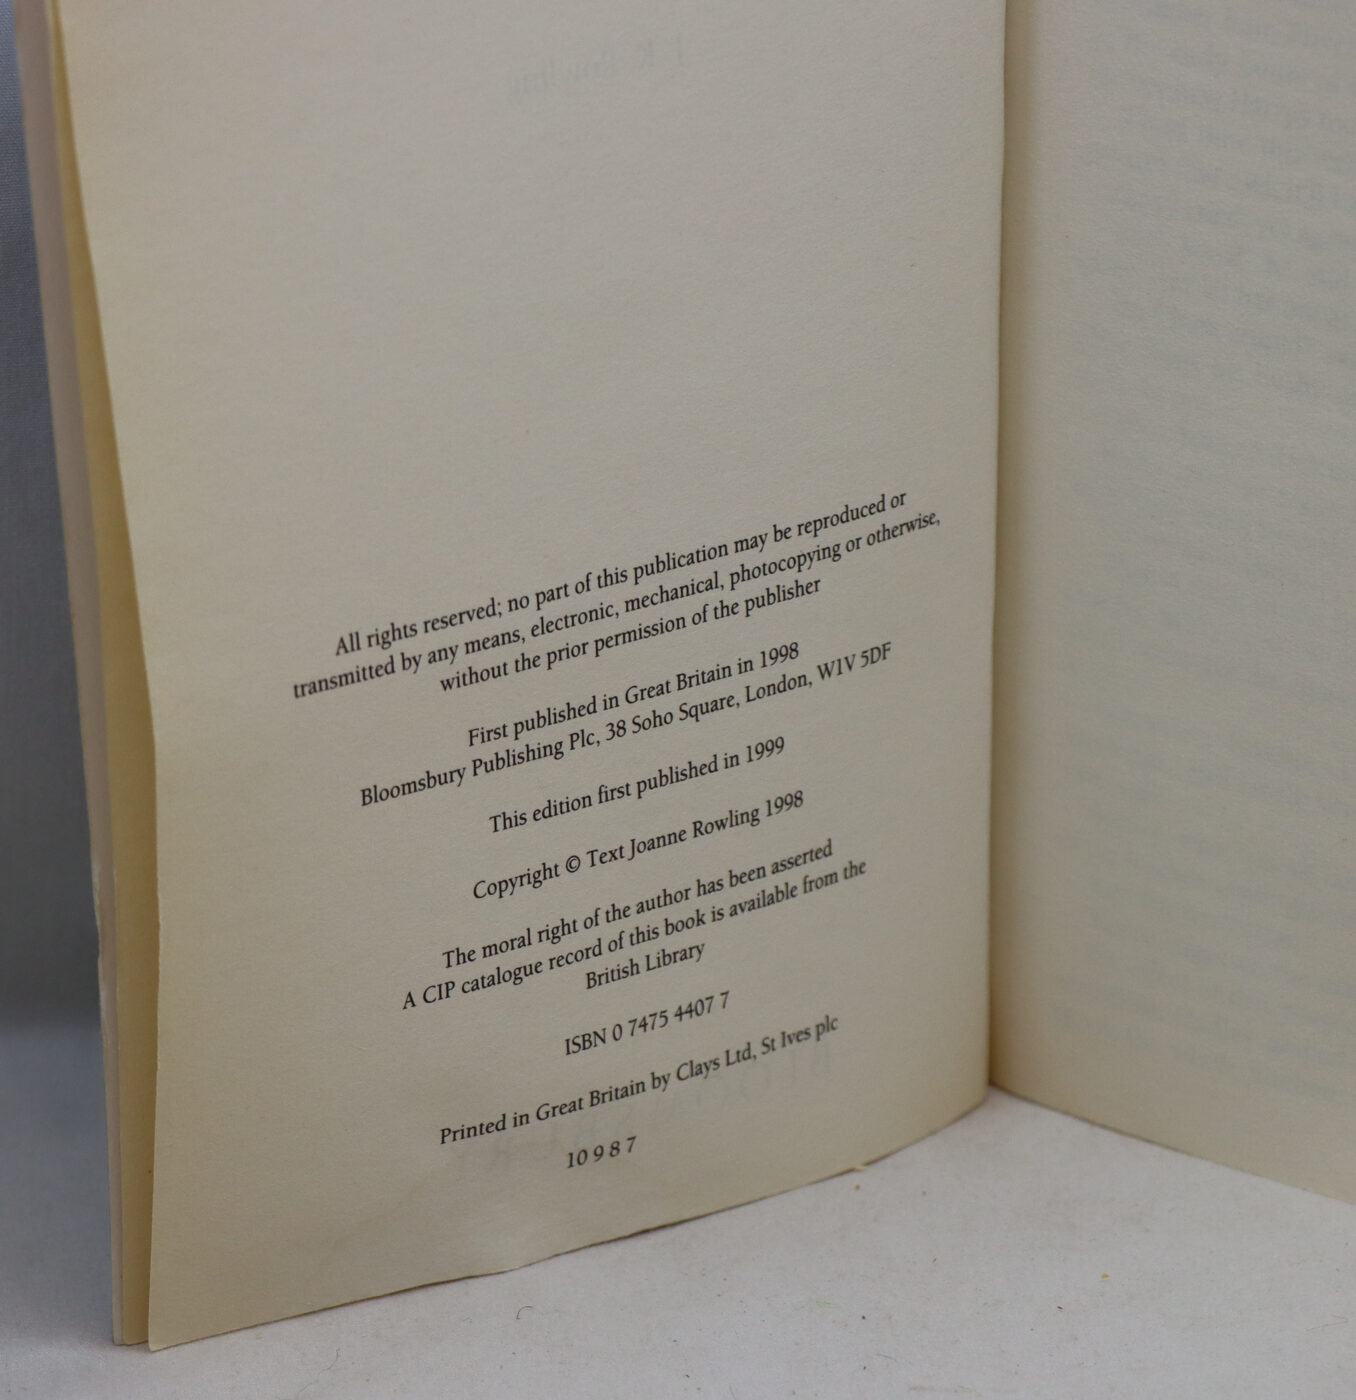 All rights reserved; no part of this publication may be reproduced or
transmitted by any means, electronic, mechanical, photocopying or otherwise,
without the prior permission of the publisher
First published in Great Britain in 1998
Bloomsbury Publishing Plc, 38 Soho Square, London, W1V 5DF
This edition first published in 1999
Copyright © Text Joanne Rowling 1998
The moral right of the author has been asserted
A CIP catalogue record of this book is available from the
British Library
ISBN 0 7475 4407 7
Printed in Great Britain by Clays Ltd, St Ives plc
10 9 8 7